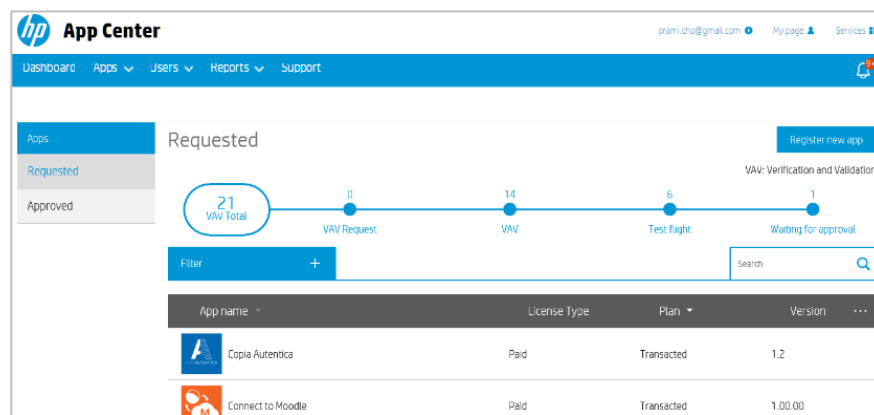 hp App Center
orami.cho@gmail.com My page Services
Dashboard Apps Users Reports Support
9+
Apps
Requested
Approved
Requested
Register new app
VAV: Verification and Validation
21
VAV Total
0
VAV Request
14
VAV
6
Test flight
1
Waiting for approval
Filter +
Search
App name License Type Plan Version ...
Copia Autentica Paid Transacted 1.2
M
Connect to Moodle Paid Transacted 1.00.00